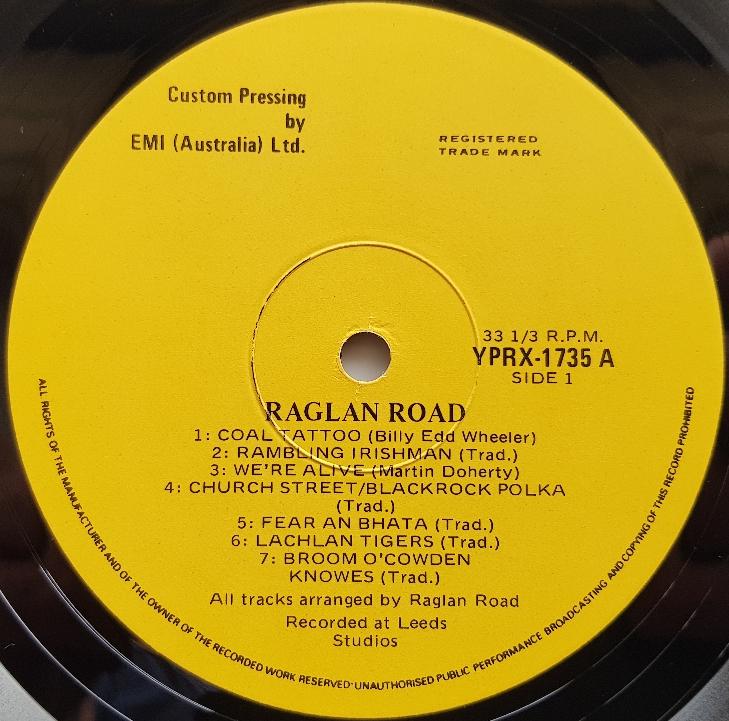 Custom Pressing
by
EMI (Australia) Ltd.
REGISTERED
TRADE MARK
33 1/3 R.P.M.
YPRX-1735 A
SIDE 1
RAGLAN ROAD
1: COAL TATTOO (Billy Edd Wheeler)
2: RAMBLING IRISHMAN (Trad.)
3: WE'RE ALIVE (Martin Doherty)
4: CHURCH STREET/BLACKROCK POLKA
(Trad.)
5: FEAR AN BHATA (Trad.)
6: LACHLAN TIGERS (Trad.)
7: BROOM O'COWDEN
KNOWES (Trad.)
All tracks arranged by Raglan Road
Recorded at Leeds
Studios
ALL RIGHTS OF THE MANUFACTURER AND OF THE OWNER OF THE RECORDED WORK RESERVED·UNAUTHORISED PUBLIC PERFORMANCE BROADCASTING AND COPYING OF THIS RECORD PROHIBITED